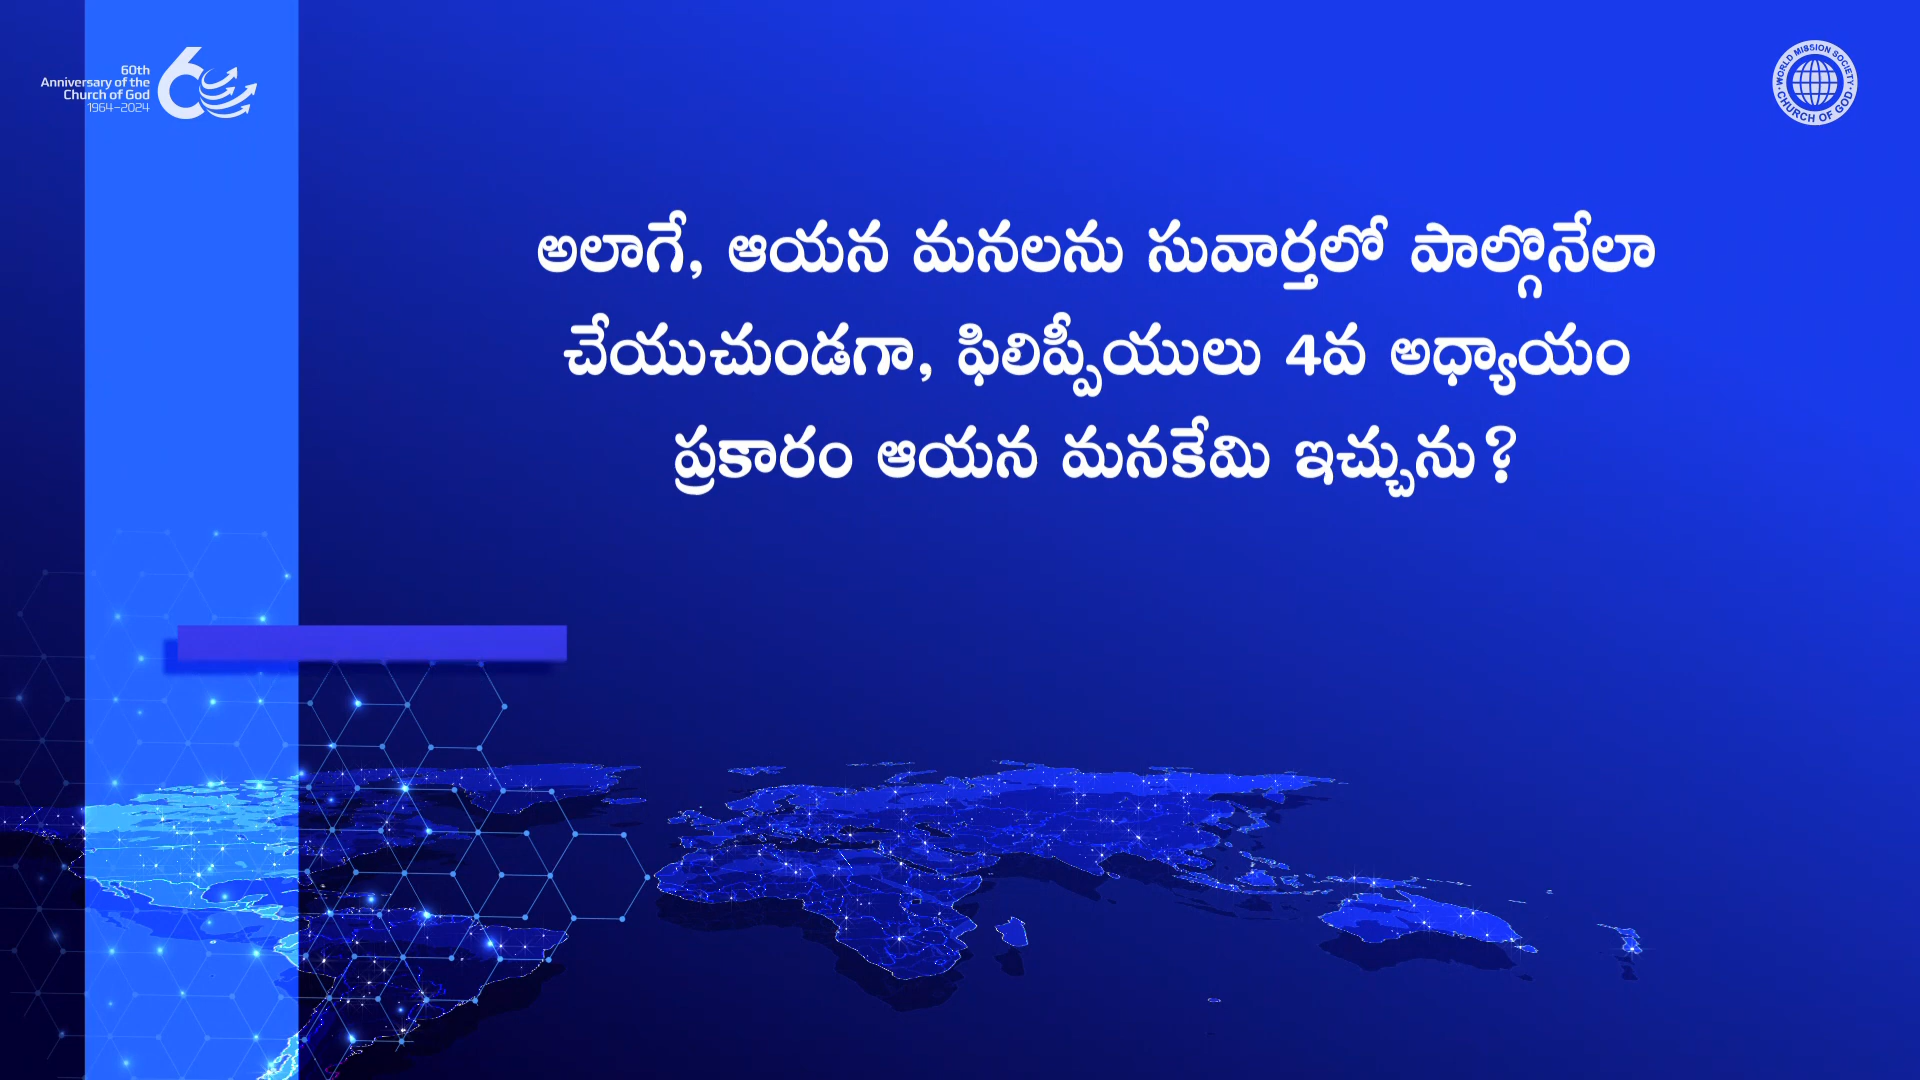 60th
Anniversary of the
Church of God
1964–2024
WORLD MISSION SOCIETY
CHURCH OF GOD
అలాగే, ఆయన మనలను సువార్తలో పాల్గొనేలా
చేయుచుండగా, ఫిలిప్పీయులు 4వ అధ్యాయం
ప్రకారం ఆయన మనకేమి ఇచ్చును?